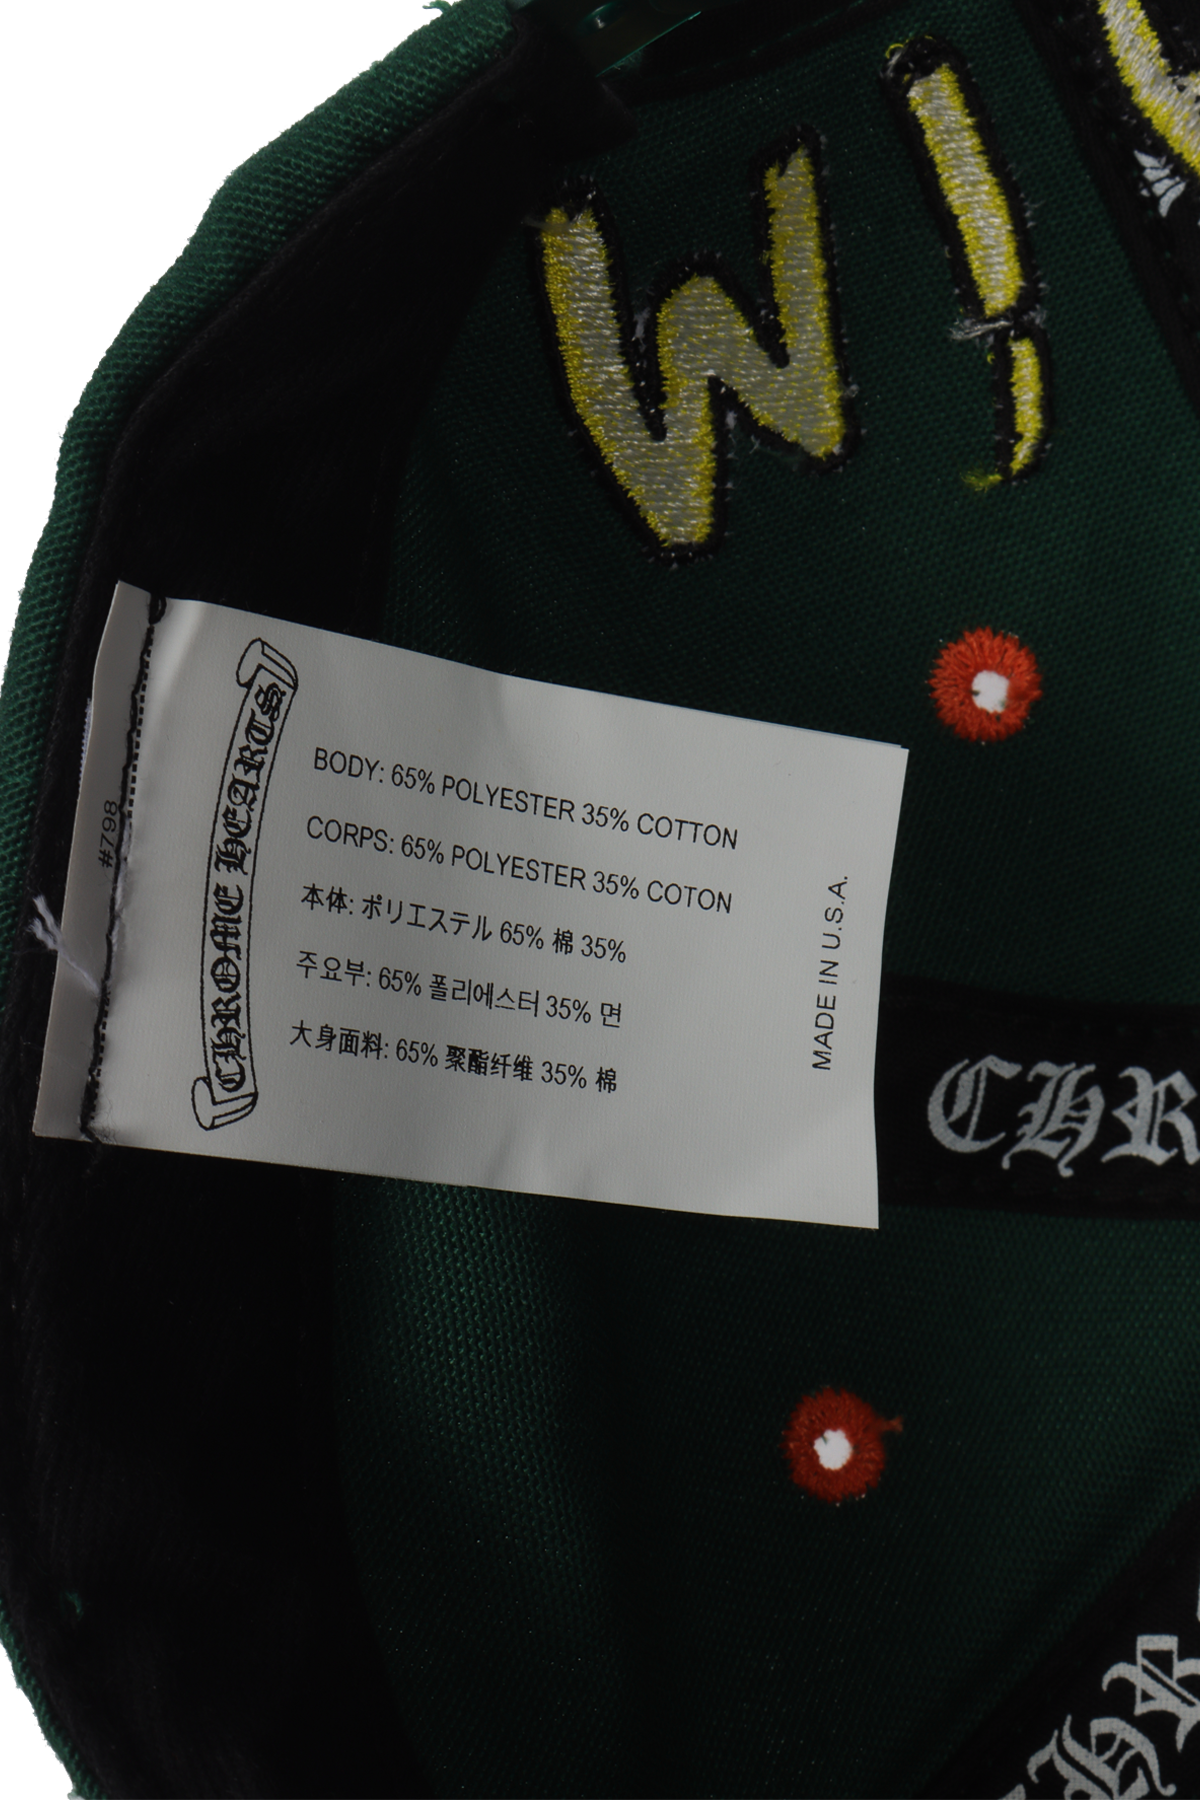 #798
CHROME HEARTS
BODY: 65% POLYESTER 35% COTTON
CORPS: 65% POLYESTER 35% COTON
本体: ポリエステル 65% 棉 35%
주요부: 65% 폴리에스터 35% 면
大身面料: 65% 聚酯纤维 35% 棉
MADE IN U.S.A.
CHR